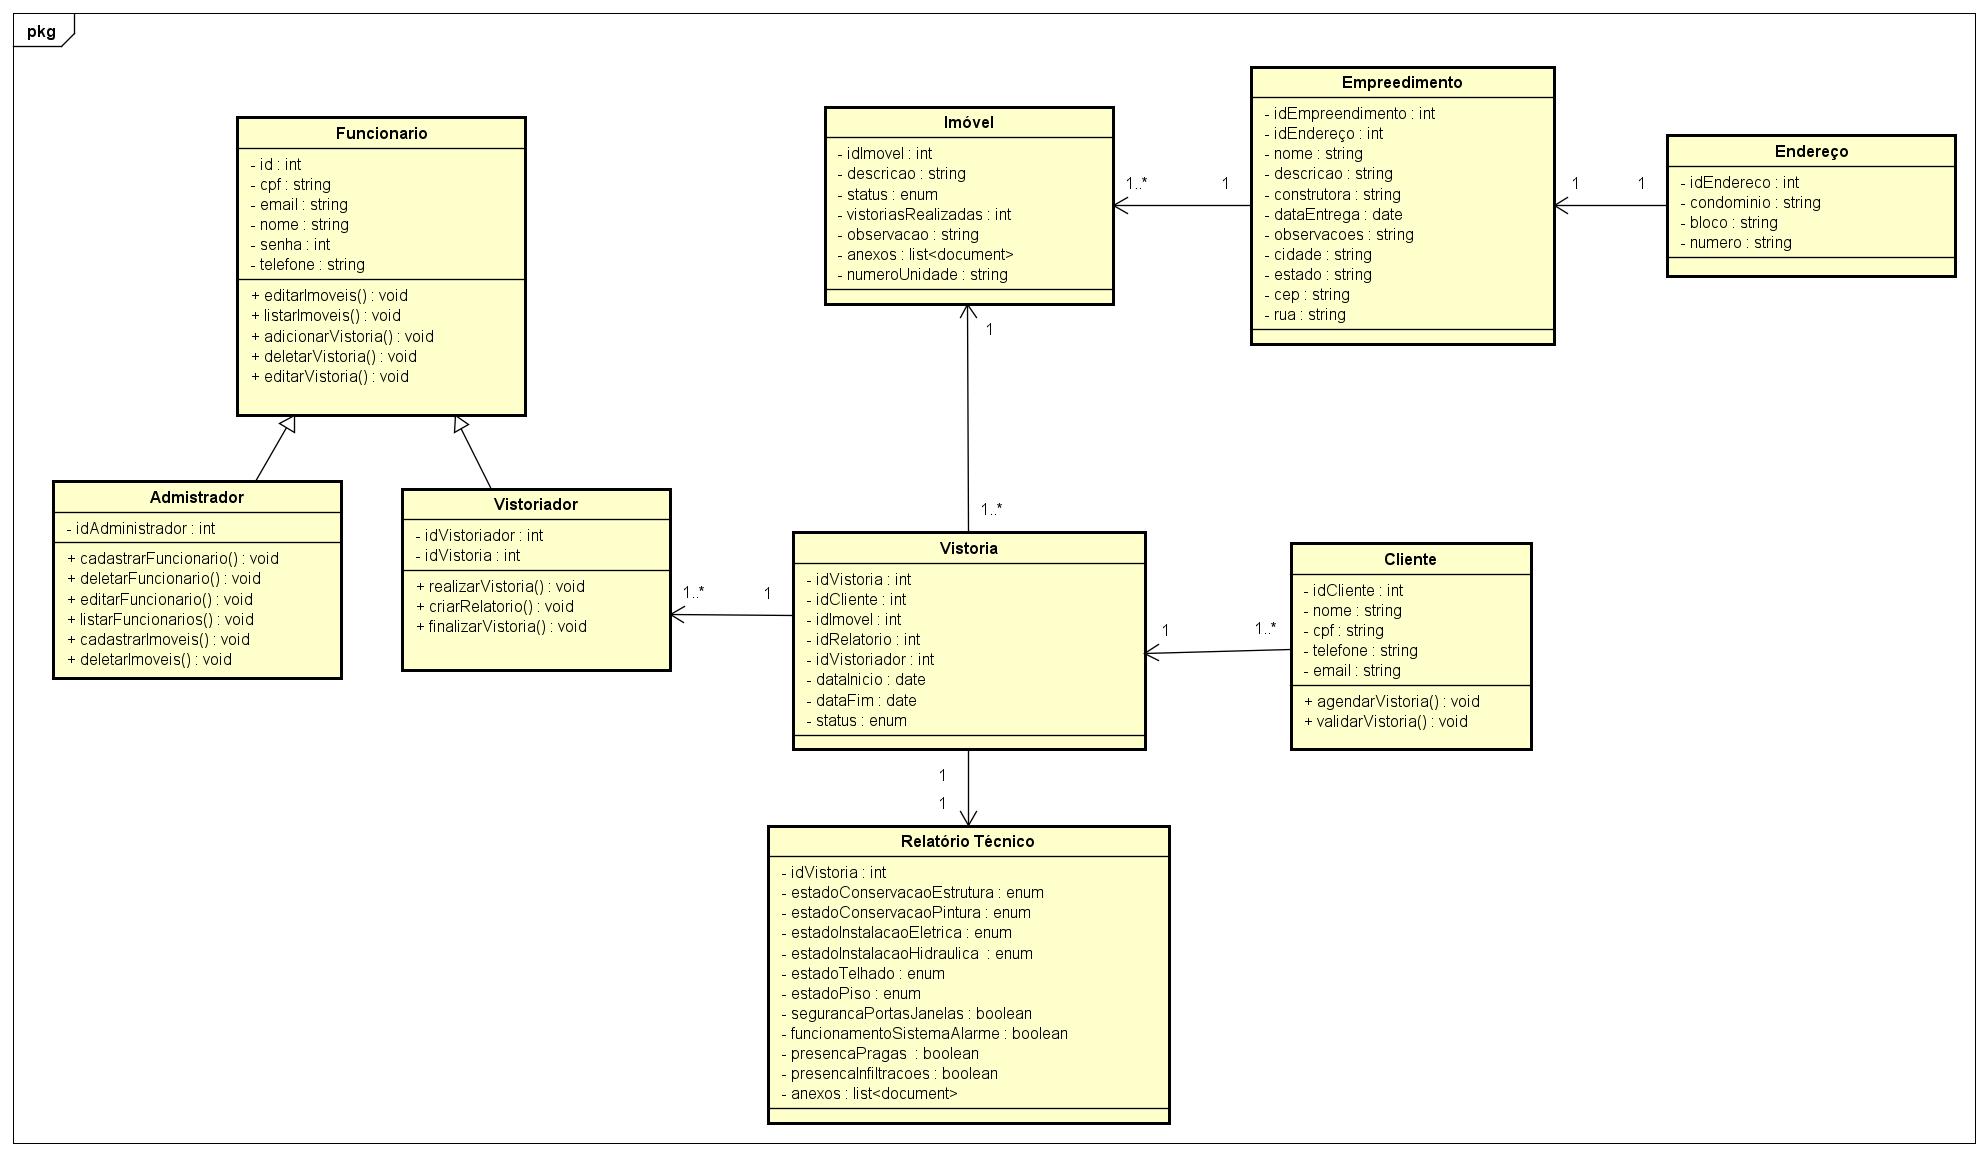 pkg
Funcionario
- id : int
- cpf : string
- email : string
- nome : string
- senha : int
- telefone : string
+ editarImoveis() : void
+ listarImoveis() : void
+ adicionarVistoria() : void
+ deletarVistoria() : void
+ editarVistoria() : void
Imóvel
- idImovel : int
- descricao : string
- status : enum
- vistoriasRealizadas : int
- observacao : string
- anexos : list<document>
- numeroUnidade : string
1..*
1
Empreedimento
- idEmpreendimento : int
- idEndereço : int
- nome : string
- descricao : string
- construtora : string
- dataEntrega : date
- observacoes : string
- cidade : string
- estado : string
- cep : string
- rua : string
1
1
Endereço
- idEndereco : int
- condominio : string
- bloco : string
- numero : string
1
1..*
Admistrador
- idAdministrador : int
+ cadastrarFuncionario() : void
+ deletarFuncionario() : void
+ editarFuncionario() : void
+ listarFuncionarios() : void
+ cadastrarImoveis() : void
+ deletarImoveis() : void
Vistoriador
- idVistoriador : int
- idVistoria : int
+ realizarVistoria() : void
+ criarRelatorio() : void
+ finalizarVistoria() : void
1..*
1
Vistoria
- idVistoria : int
- idCliente : int
- idImovel : int
- idRelatorio : int
- idVistoriador : int
- dataInicio : date
- dataFim : date
- status : enum
1
1..*
Cliente
- idCliente : int
- nome : string
- cpf : string
- telefone : string
- email : string
+ agendarVistoria() : void
+ validarVistoria() : void
1
1
Relatório Técnico
- idVistoria : int
- estadoConservacaoEstrutura : enum
- estadoConservacaoPintura : enum
- estadoInstalacaoEletrica : enum
- estadoInstalacaoHidraulica  : enum
- estadoTelhado : enum
- estadoPiso : enum
- segurancaPortasJanelas : boolean
- funcionamentoSistemaAlarme : boolean
- presencaPragas  : boolean
- presencaInfiltracoes : boolean
- anexos : list<document>